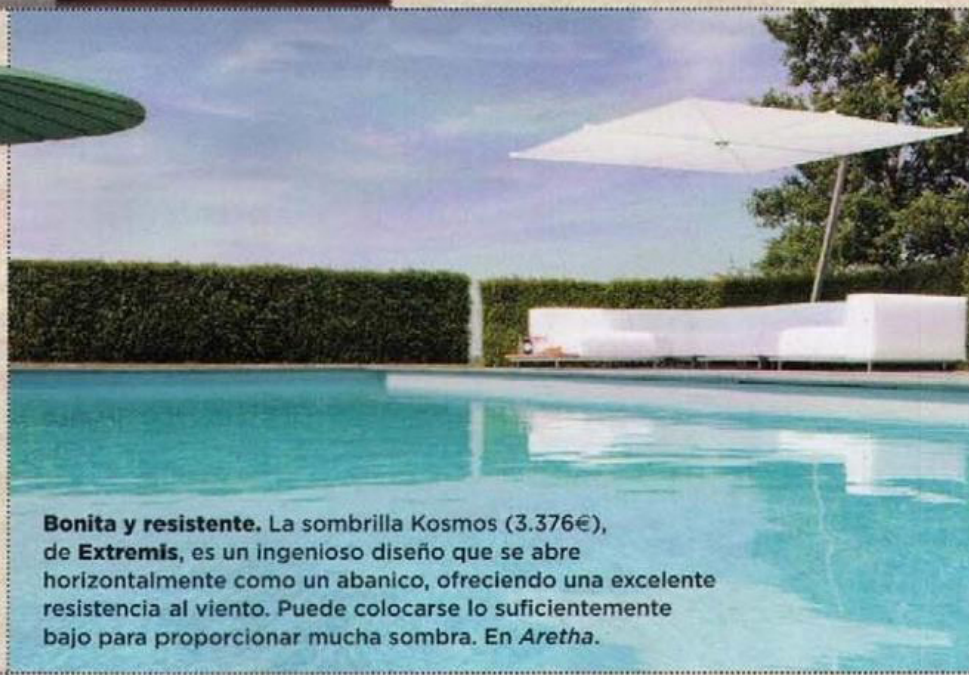 Bonita y resistente. La sombrilla Kosmos (3.376€),
de Extremis, es un ingenioso diseño que se abre
horizontalmente como un abanico, ofreciendo una excelente
resistencia al viento. Puede colocarse lo suficientemente
bajo para proporcionar mucha sombra. En Aretha.